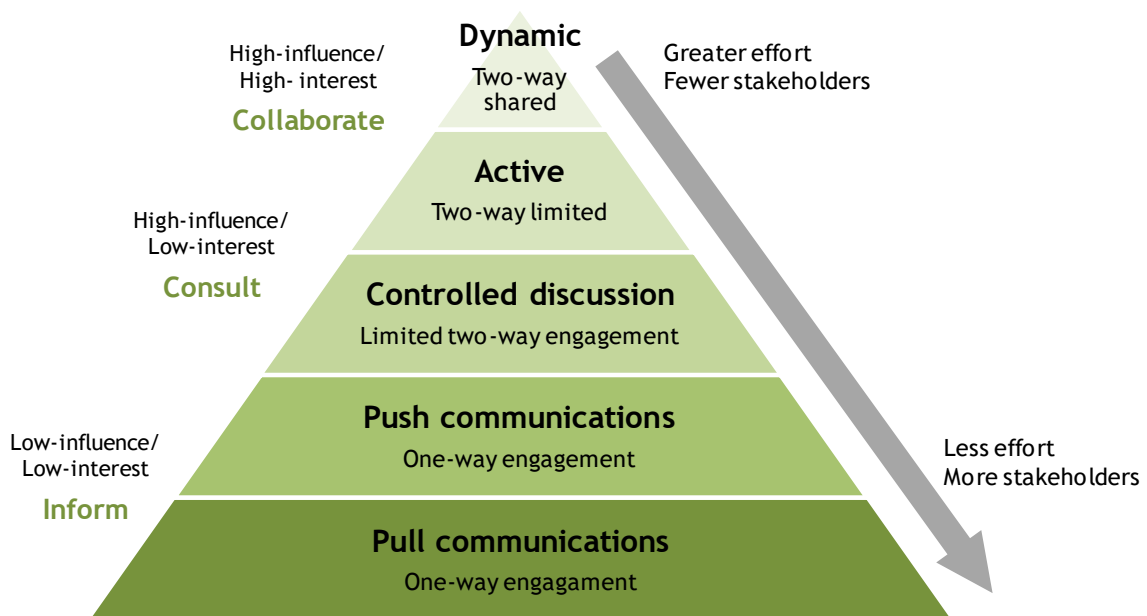 Dynamic
Two-way
shared
High-influence/
High- interest
Collaborate
Greater effort
Fewer stakeholders
Active
Two-way limited
High-influence/
Low-interest
Consult
Controlled discussion
Limited two-way engagement
Push communications
One-way engagement
Low-influence/
Low-interest
Inform
Less effort
More stakeholders
Pull communications
One-way engagament